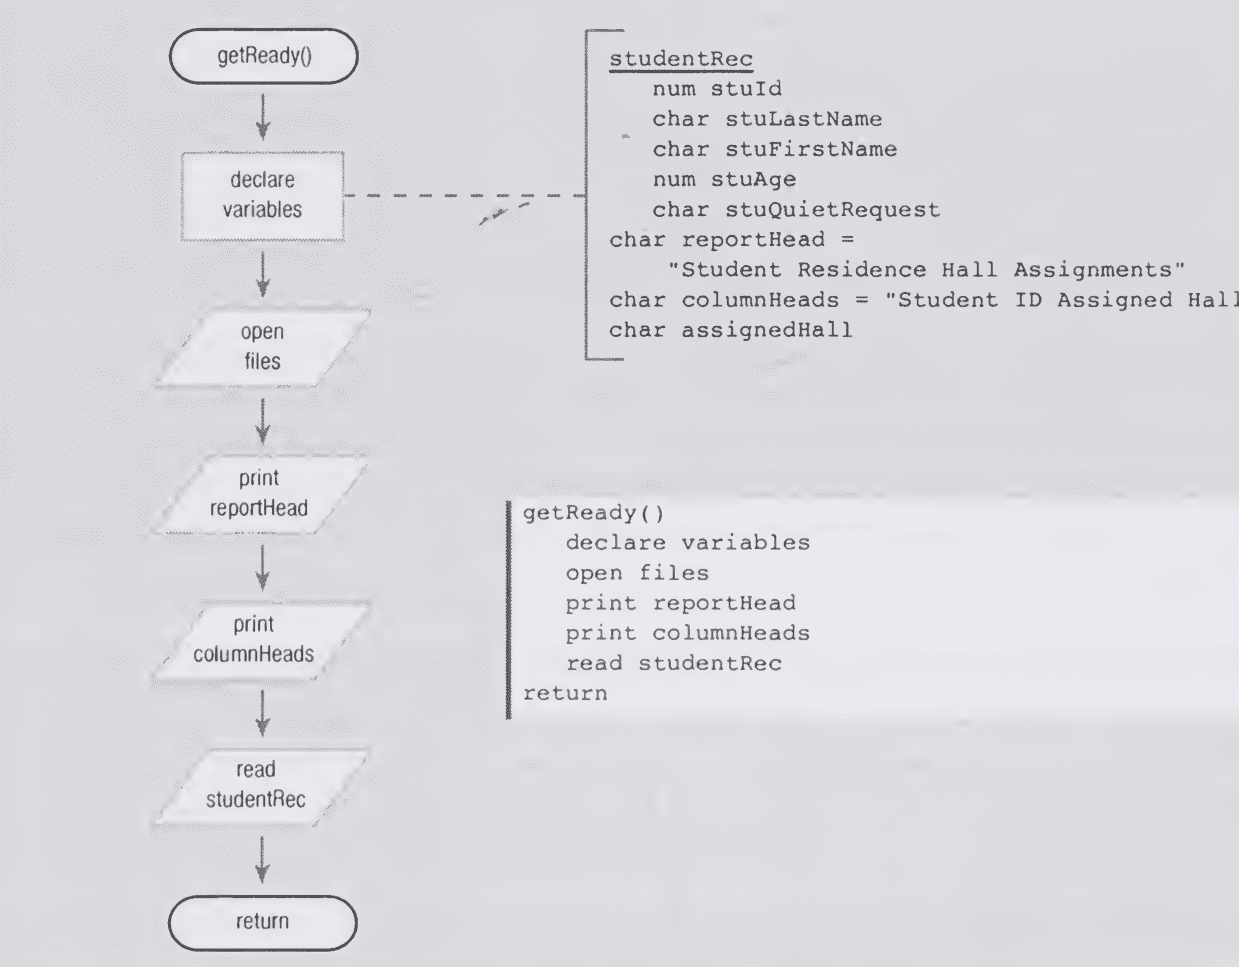 getReady()
declare
variables
open
files
print
reportHead
print
columnHeads
read
studentRec
return
studentRec
num stuId
char stuLastName
char stuFirstName
num stuAge
char stuQuietRequest
char reportHead =
"Student Residence Hall Assignments"
char columnHeads = "Student ID Assigned Hall
char assignedHall
getReady()
declare variables
open files
print reportHead
print columnHeads
read studentRec
return